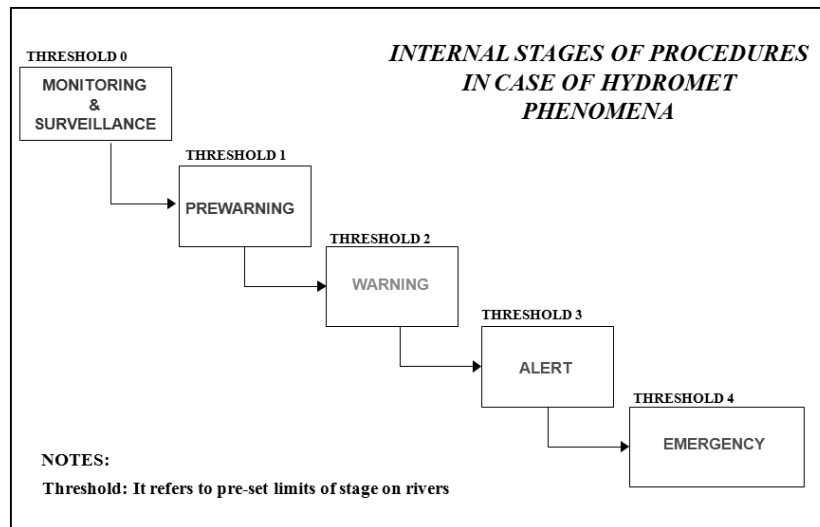 INTERNAL STAGES OF PROCEDURES
IN CASE OF HYDROMET
PHENOMENA
THRESHOLD 0
MONITORING
&
SURVEILLANCE
THRESHOLD 1
PREWARNING
THRESHOLD 2
WARNING
THRESHOLD 3
ALERT
THRESHOLD 4
EMERGENCY
NOTES:
Threshold: It refers to pre-set limits of stage on rivers